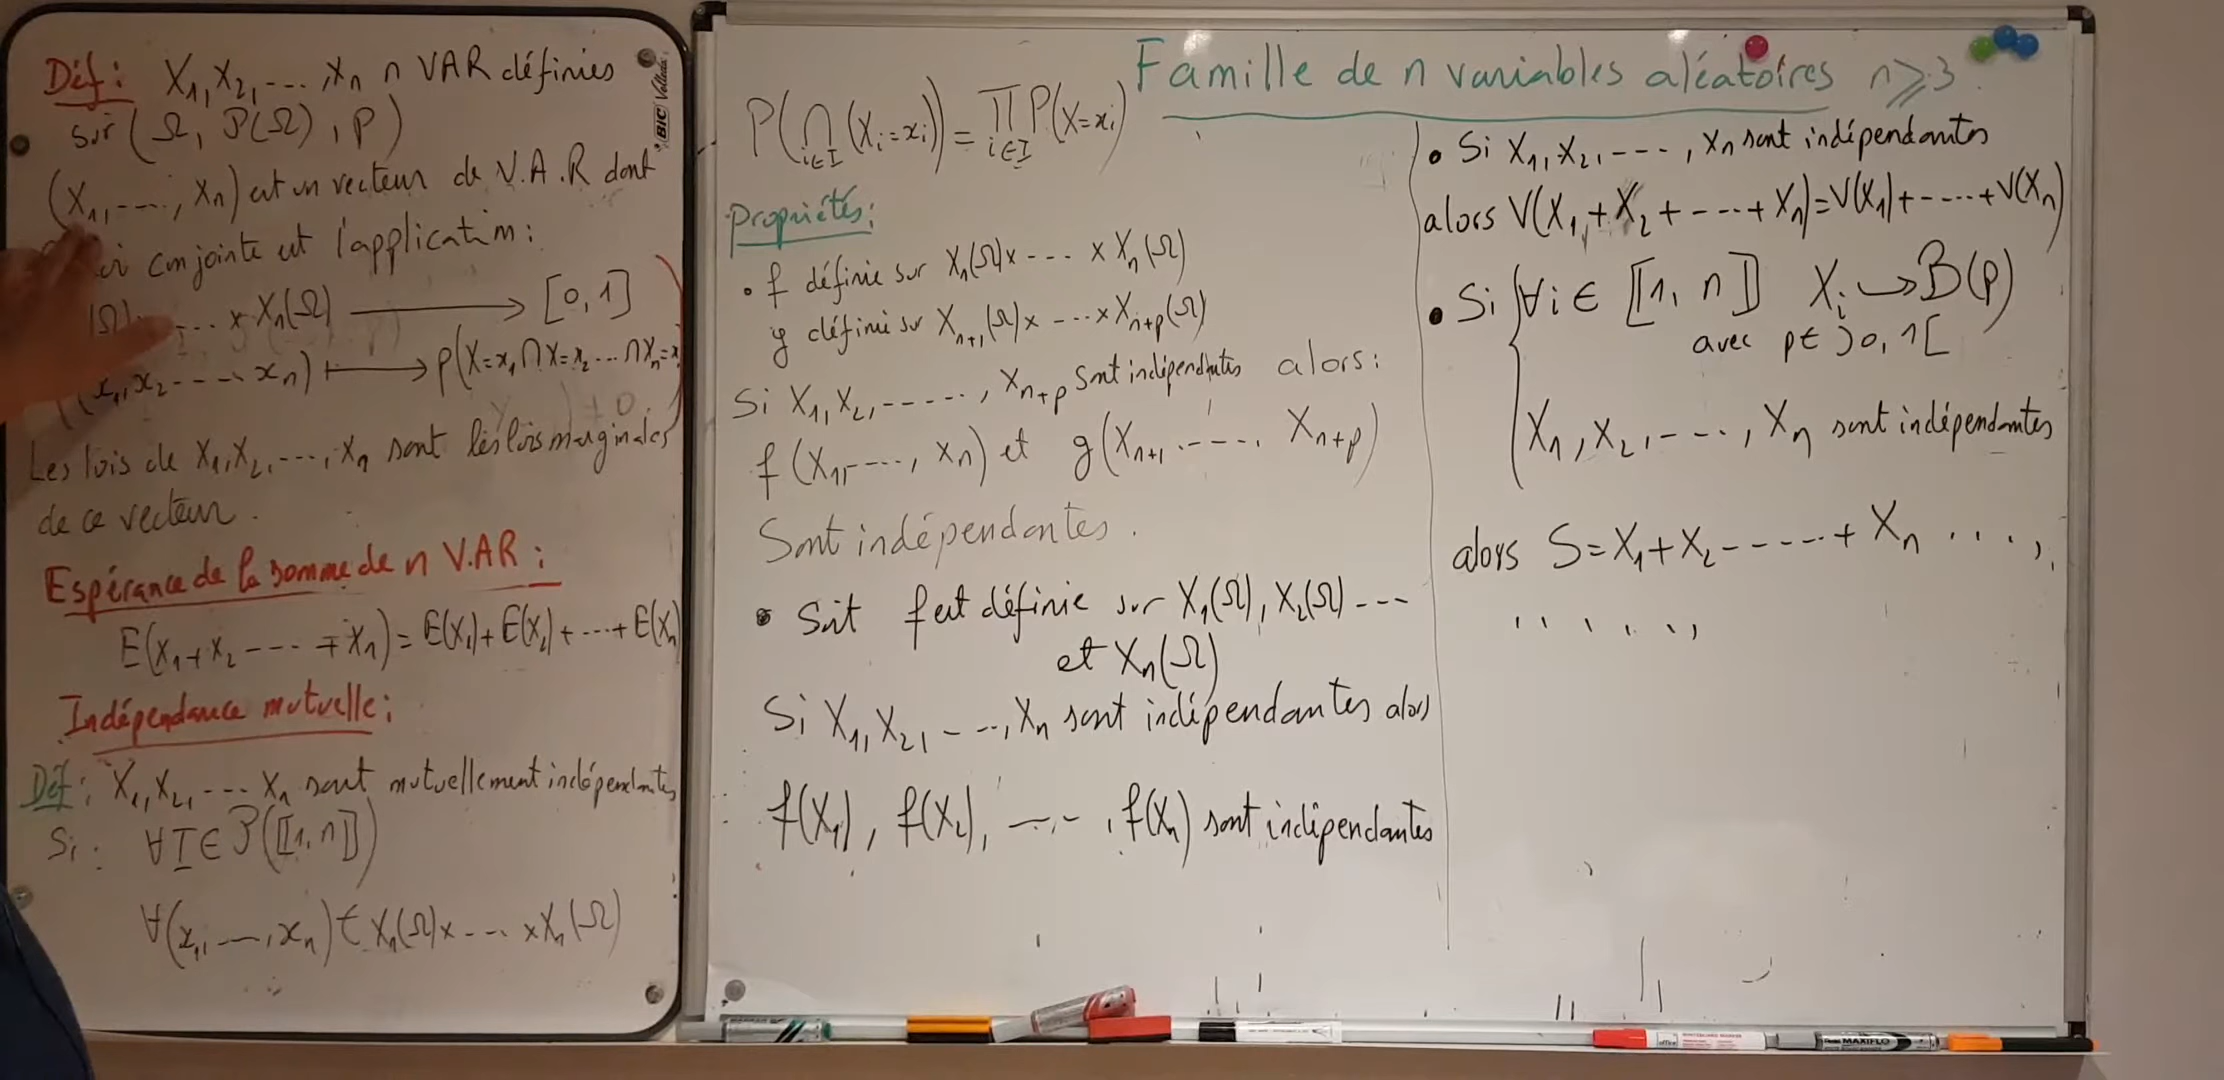 Déf: X₁, X₂, ---, Xn n VAR définies
sur (Ω, P(Ω), P)
(X₁, ---, Xn) est un vecteur de V.A.R dont
conjointe est l'application:
(Ω) ... × Xn(Ω) ⟶ [0, 1]
(x₁, x₂ ---, xn) ⟼ P(X=x₁ ∩ X=x₂ ... ∩ Xn=x
Les lois de X₁, X₂, ---, Xn sont les lois marginales
de ce vecteur.
Espérance de la somme de n V.AR:
E(X₁+X₂ ---- + Xn) = E(X₁) + E(X₂) + ---+ E(Xn)
Indépendance mutuelle:
Déf: X₁, X₂, --- Xn sont mutuellement indépendantes
Si: ∀ I ∈ P([[1, n]])
∀(x₁, ---, xn) ∈ X₁(Ω)× --- ×Xn(Ω)
BIC Velleda
Famille de n variables aléatoires n ⩾ 3
P(⋂ i∈I (Xi = xi)) = ∏ i∈I P(X=xi)
Propriétés:
• f définie sur X₁(Ω)× --- × Xn(Ω)
g définie sur Xn+1(Ω)× ---×Xn+p(Ω)
Si X₁, X₂, -----, Xn+p sont indépendantes alors:
f(X₁, ---, Xn) et g(Xn+1, ---, Xn+p)
Sont indépendantes.
• Soit f est définie sur X₁(Ω), X₂(Ω) ---
et Xn(Ω)
Si X₁, X₂, ---, Xn sont indépendantes alors
f(X₁), f(X₂), ---, f(Xn) sont indépendantes
• Si X₁, X₂, ---, Xn sont indépendantes
alors V(X₁ + X₂ + ---+ Xn) = V(X₁) + ---- + V(Xn)
• Si { ∀i ∈ [[1, n]] Xi ↪ B(p)
avec p ∈ ]0, 1[
X₁, X₂, ---, Xn sont indépendantes
alors S = X₁ + X₂ ----- + Xn ....,
.....,
MAXIFLO